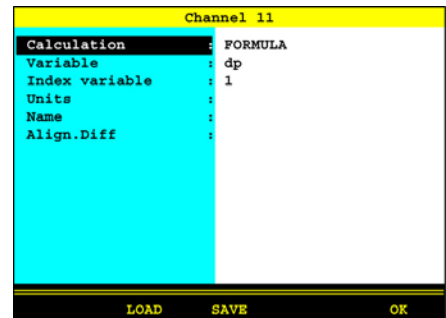 Channel 11
Calculation : FORMULA
Variable : dp
Index variable : 1
Units :
Name :
Align.Diff :
LOAD SAVE OK